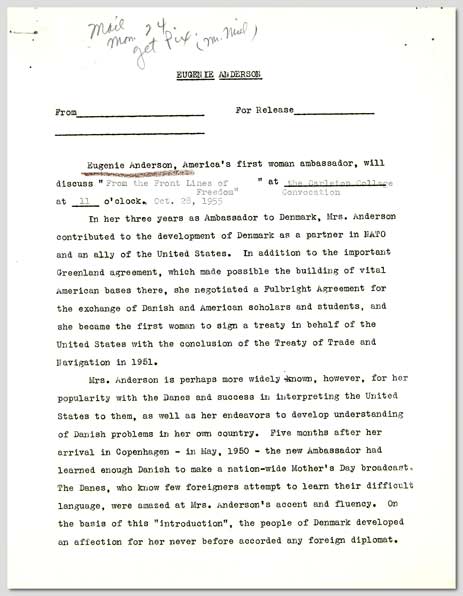 Mail
Mon 24
get Pix (M. Niel)
EUGENIE ANDERSON
From____________________ For Release____________
Eugenie Anderson, America's first woman ambassador, will
discuss "From the Front Lines of " at the Carleton College
Freedom" Convocation
at 11 o'clock. Oct. 28, 1955
In her three years as Ambassador to Denmark, Mrs. Anderson
contributed to the development of Denmark as a partner in NATO
and an ally of the United States. In addition to the important
Greenland agreement, which made possible the building of vital
American bases there, she negotiated a Fulbright Agreement for
the exchange of Danish and American scholars and students, and
she became the first woman to sign a treaty in behalf of the
United States with the conclusion of the Treaty of Trade and
Navigation in 1951.
Mrs. Anderson is perhaps more widely known, however, for her
popularity with the Danes and success in interpreting the United
States to them, as well as her endeavors to develop understanding
of Danish problems in her own country. Five months after her
arrival in Copenhagen - in May, 1950 - the new Ambassador had
learned enough Danish to make a nation-wide Mother's Day broadcast.
The Danes, who know few foreigners attempt to learn their difficult
language, were amazed at Mrs. Anderson's accent and fluency. On
the basis of this "introduction", the people of Denmark developed
an affection for her never before accorded any foreign diplomat.